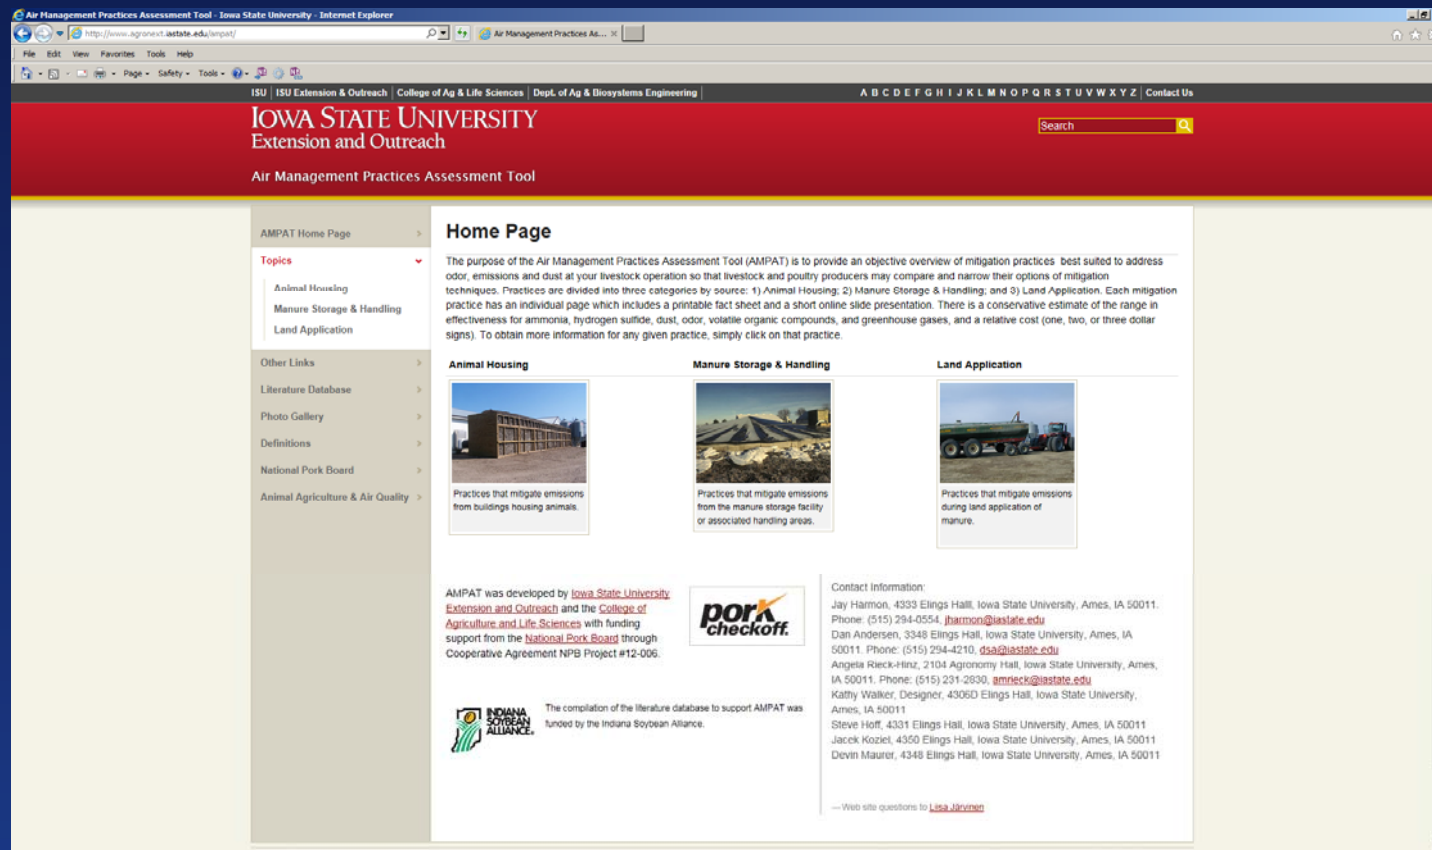 Air Management Practices Assessment Tool - Iowa State University - Internet Explorer
http://www.agronext.iastate.edu/ampat/
Air Management Practices As...
File Edit View Favorites Tools Help
Page Safety Tools
ISU | ISU Extension & Outreach | College of Ag & Life Sciences | Dept. of Ag & Biosystems Engineering |
A B C D E F G H I J K L M N O P Q R S T U V W X Y Z | Contact Us
IOWA STATE UNIVERSITY
Extension and Outreach
Search
Air Management Practices Assessment Tool
AMPAT Home Page
Topics
Animal Housing
Manure Storage & Handling
Land Application
Other Links
Literature Database
Photo Gallery
Definitions
National Pork Board
Animal Agriculture & Air Quality
Home Page
The purpose of the Air Management Practices Assessment Tool (AMPAT) is to provide an objective overview of mitigation practices best suited to address
odor, emissions and dust at your livestock operation so that livestock and poultry producers may compare and narrow their options of mitigation
techniques. Practices are divided into three categories by source: 1) Animal Housing; 2) Manure Storage & Handling; and 3) Land Application. Each mitigation
practice has an individual page which includes a printable fact sheet and a short online slide presentation. There is a conservative estimate of the range in
effectiveness for ammonia, hydrogen sulfide, dust, odor, volatile organic compounds, and greenhouse gases, and a relative cost (one, two, or three dollar
signs). To obtain more information for any given practice, simply click on that practice.
Animal Housing
Practices that mitigate emissions
from buildings housing animals.
Manure Storage & Handling
Practices that mitigate emissions
from the manure storage facility
or associated handling areas.
Land Application
Practices that mitigate emissions
during land application of
manure.
AMPAT was developed by Iowa State University
Extension and Outreach and the College of
Agriculture and Life Sciences with funding
support from the National Pork Board through
Cooperative Agreement NPB Project #12-006.
pork
checkoff.
INDIANA
SOYBEAN
ALLIANCE
The compilation of the literature database to support AMPAT was
funded by the Indiana Soybean Alliance.
Contact Information:
Jay Harmon, 4333 Elings Halll, Iowa State University, Ames, IA 50011.
Phone: (515) 294-0554, jharmon@iastate.edu
Dan Andersen, 3348 Elings Hall, Iowa State University, Ames, IA
50011. Phone: (515) 294-4210, dsa@iastate.edu
Angela Rieck-Hinz, 2104 Agronomy Hall, Iowa State University, Ames,
IA 50011. Phone: (515) 231-2830, amrieck@iastate.edu
Kathy Walker, Designer, 4306D Elings Hall, Iowa State University,
Ames, IA 50011
Steve Hoff, 4331 Elings Hall, Iowa State University, Ames, IA 50011
Jacek Koziel, 4350 Elings Hall, Iowa State University, Ames, IA 50011
Devin Maurer, 4348 Elings Hall, Iowa State University, Ames, IA 50011
— Web site questions to Liisa Järvinen